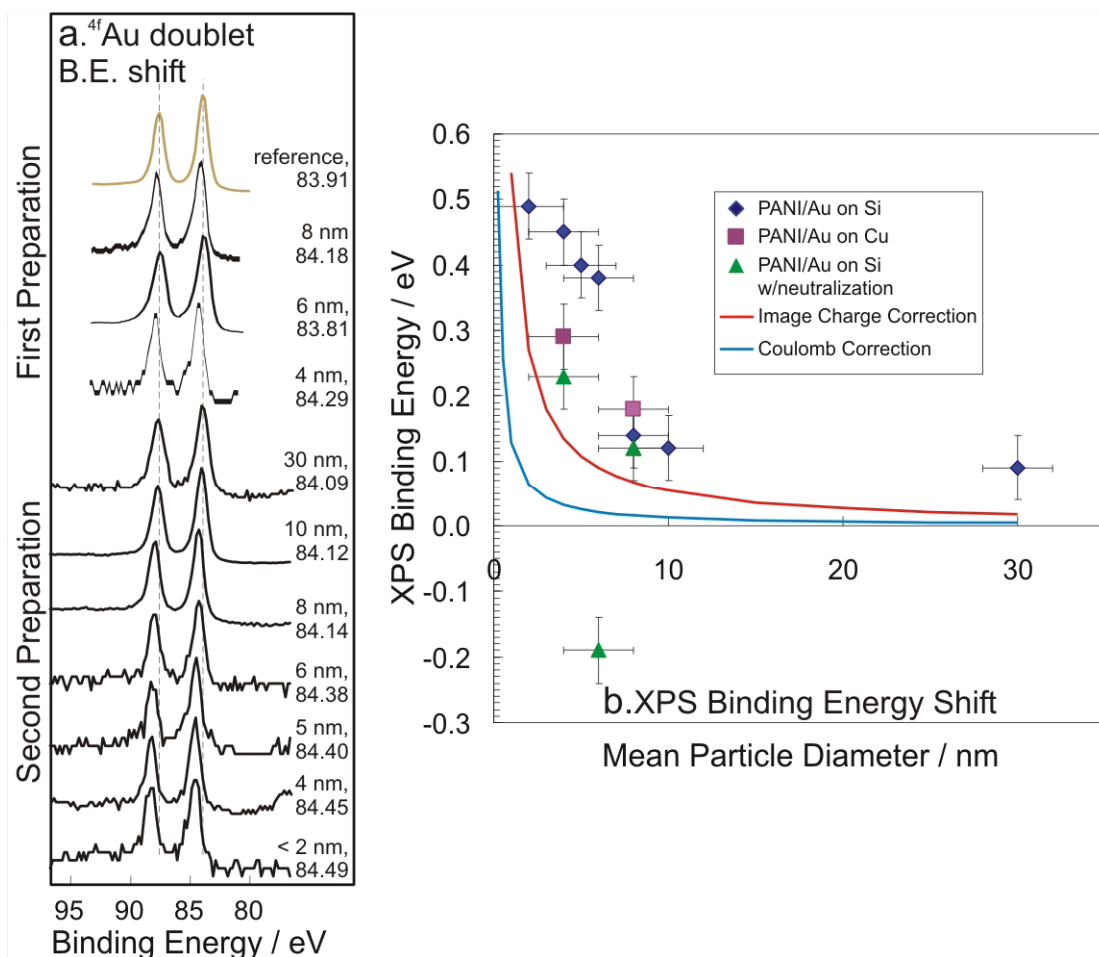 a.⁴ᶠAu doublet
B.E. shift
First Preparation
reference,
83.91
8 nm
84.18
6 nm,
83.81
4 nm,
84.29
Second Preparation
30 nm,
84.09
10 nm,
84.12
8 nm,
84.14
6 nm,
84.38
5 nm,
84.40
4 nm,
84.45
< 2 nm,
84.49
95 90 85 80
Binding Energy / eV
XPS Binding Energy / eV
0.6
0.5
0.4
0.3
0.2
0.1
0.0
-0.1
-0.2
-0.3
0 10 20 30
PANI/Au on Si
PANI/Au on Cu
PANI/Au on Si
w/neutralization
Image Charge Correction
Coulomb Correction
b.XPS Binding Energy Shift
Mean Particle Diameter / nm